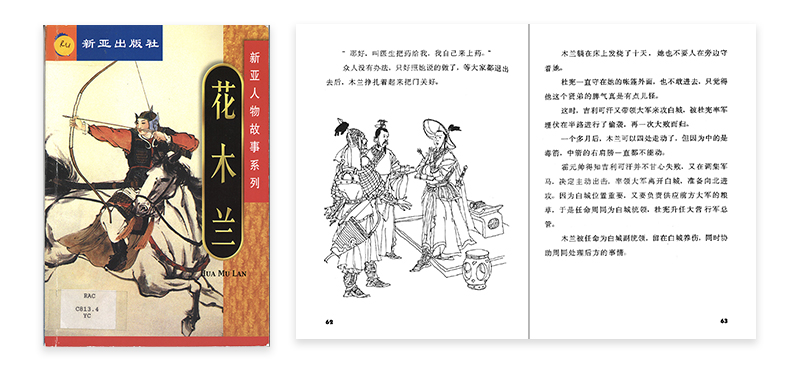 RU
新亚出版社
新亚人物故事系列
花木兰
HUA MU LAN
RAC
C813.4
YC
“那好，叫医生把药给我，我自己来上药。”
众人没有办法，只好照她说的做了，等大家都退出
去后，木兰挣扎着起来把门关好。
62
木兰躺在床上发烧了十天，她也不要人在旁边守
着她。
杜宪一直守在她的帐篷外面，也不敢进去，只觉得
他这个贤弟的脾气真是有点儿怪。
这时，吉利可汗又带领大军来攻白城，被杜宪率军
埋伏在半路进行了偷袭，再一次大败而归。
一个多月后，木兰可以四处走动了，但因为中的是
毒箭，中箭的右肩膀一直都不能动。
霍元帅得知吉利可汗并不甘心失败，又在调集军
马，决定主动出击，率领大军离开白城，准备向北进
攻。因为白城位置重要，又要负责供应前方大军的粮
草，于是任命周同为白城统领，杜宪升任大营行军总
管。
木兰被任命为白城副统领，留在白城养伤，同时协
助周同处理后方的事情。
63